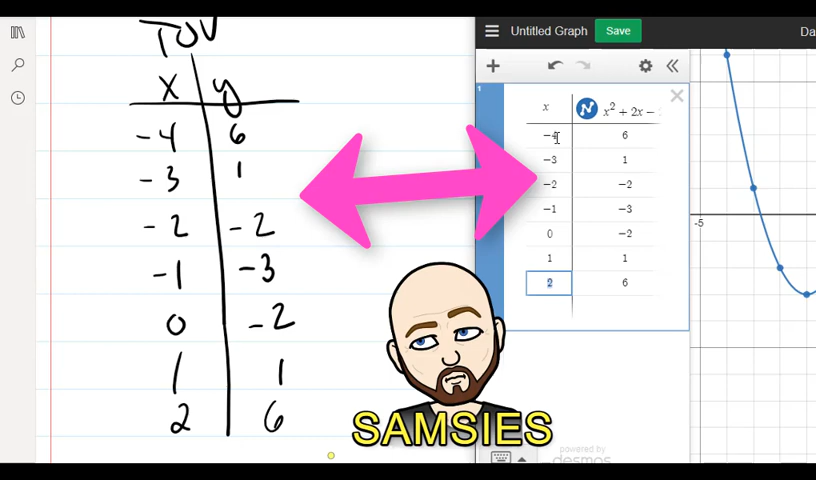 TOV
x y
-4 6
-3 1
-2 -2
-1 -3
0 -2
1 1
2 6
Untitled Graph Save
Da
1
x x² + 2x −
−4 6
−3 1
−2 −2
−1 −3
0 −2
1 1
2 6
-5
SAMSIES
powered by
desmos